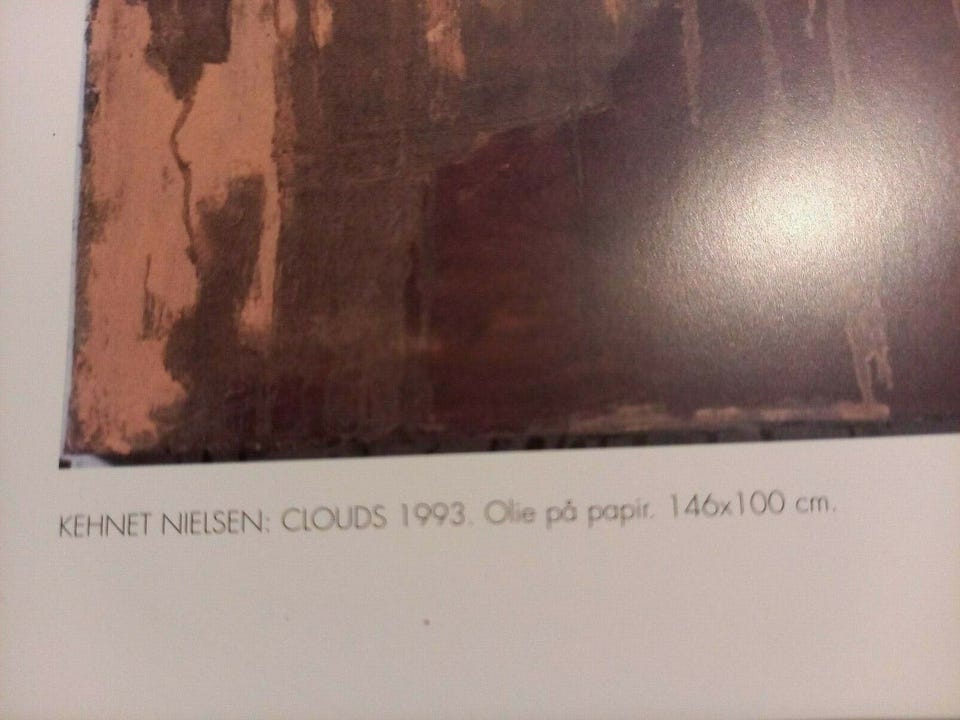 KEHNET NIELSEN: CLOUDS 1993. Olie på papir. 146x100 cm.